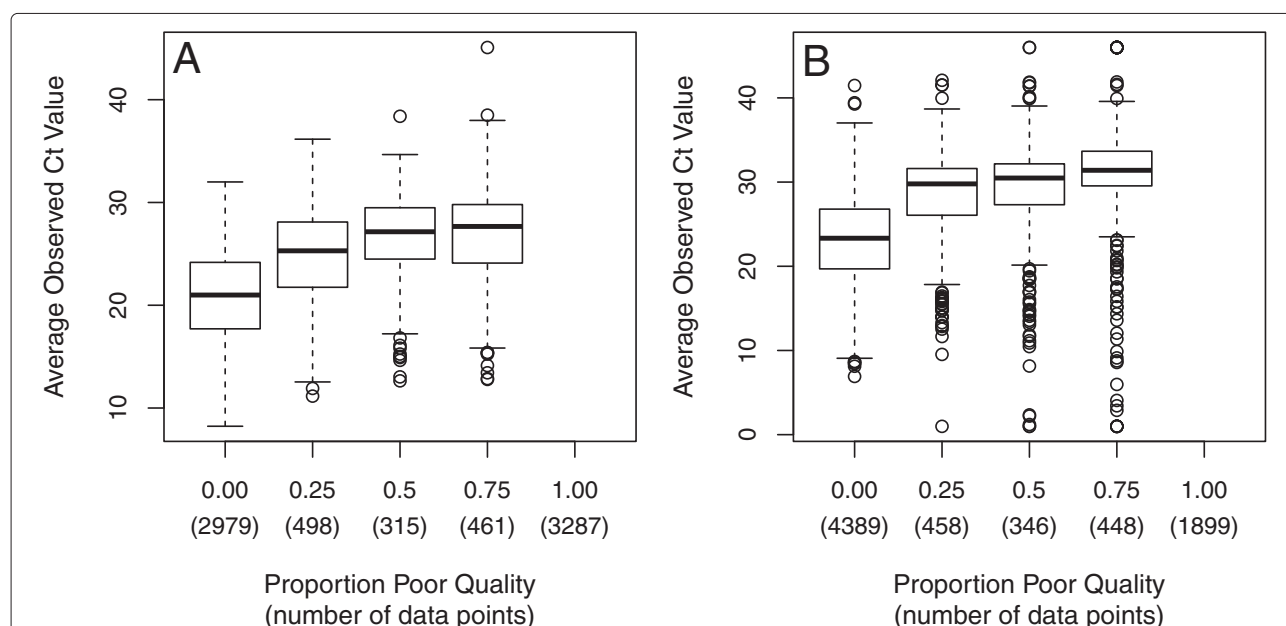 A
Average Observed Ct Value
40
30
20
10
0.00 0.25 0.5 0.75 1.00
(2979) (498) (315) (461) (3287)
Proportion Poor Quality
(number of data points)
B
Average Observed Ct Value
40
30
20
10
0
0.00 0.25 0.5 0.75 1.00
(4389) (458) (346) (448) (1899)
Proportion Poor Quality
(number of data points)